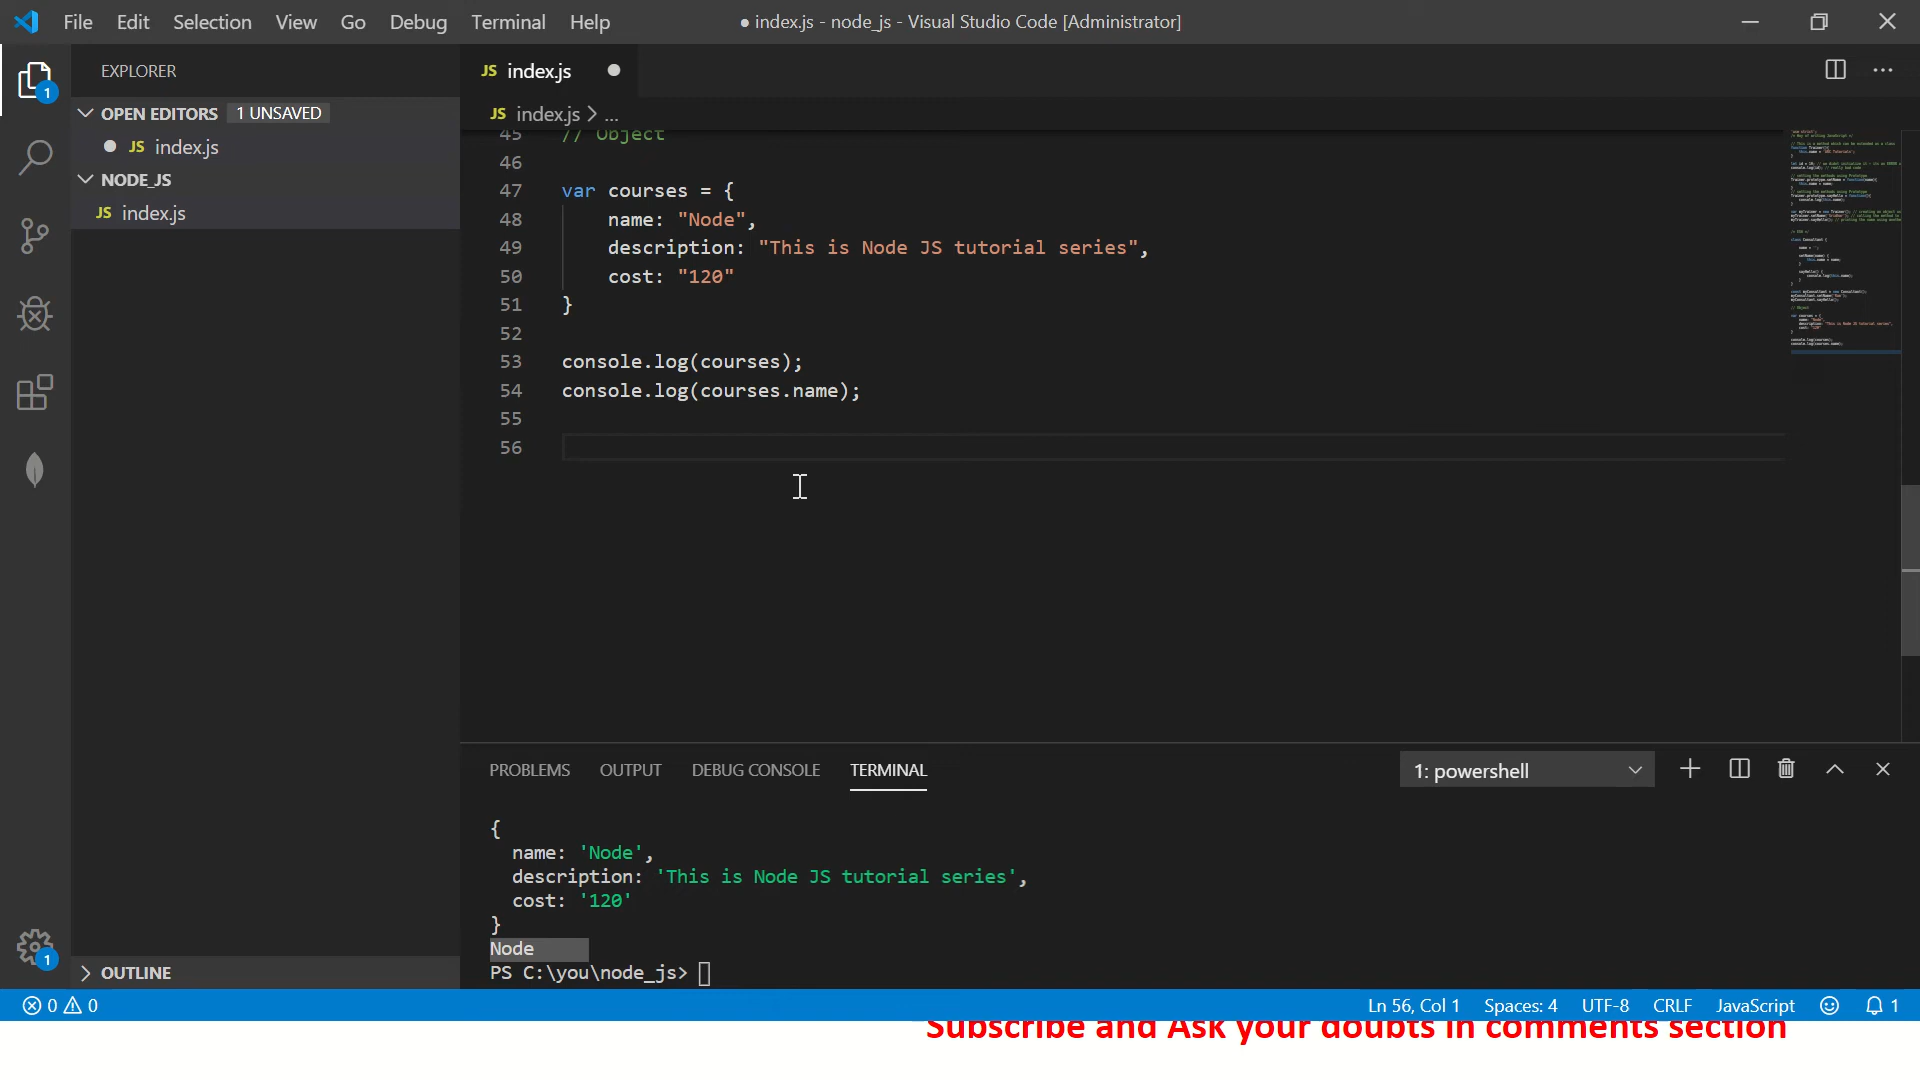 File Edit Selection View Go Debug Terminal Help
● index.js - node_js - Visual Studio Code [Administrator]
EXPLORER
OPEN EDITORS 1 UNSAVED
JS index.js
NODE_JS
JS index.js
OUTLINE
1
1
JS index.js
JS index.js > ...
45 // Object
46
47 var courses = {
48 name: "Node",
49 description: "This is Node JS tutorial series",
50 cost: "120"
51 }
52
53 console.log(courses);
54 console.log(courses.name);
55
56
PROBLEMS OUTPUT DEBUG CONSOLE TERMINAL 1: powershell
{
name: 'Node',
description: 'This is Node JS tutorial series',
cost: '120'
}
Node
PS C:\you\node_js>
0 0 Ln 56, Col 1 Spaces: 4 UTF-8 CRLF JavaScript 1
Subscribe and Ask your doubts in comments section